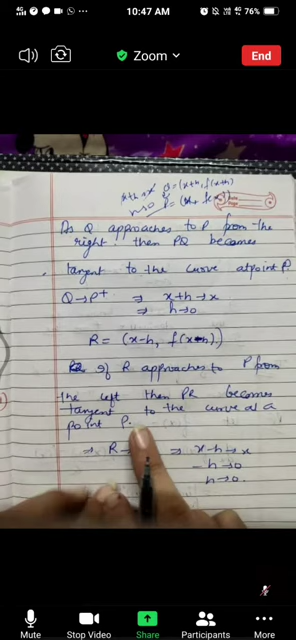 10:47 AM
76%
Zoom
End
x+h → x Q = (x+h, f(x+h)
h→0
As Q approaches to P from the
right, then PQ becomes
tangent to the curve at point P.
Q→P⁺ ⇒ x+h→x
⇒ h→0
R = (x-h, f(x-h))
if R approaches to P from
the left then PR becomes
tangent to the curve at a
point P.
⇒ R → ⇒ x-h→x
-h→0
h→0.
Mute Start Video Share Participants More